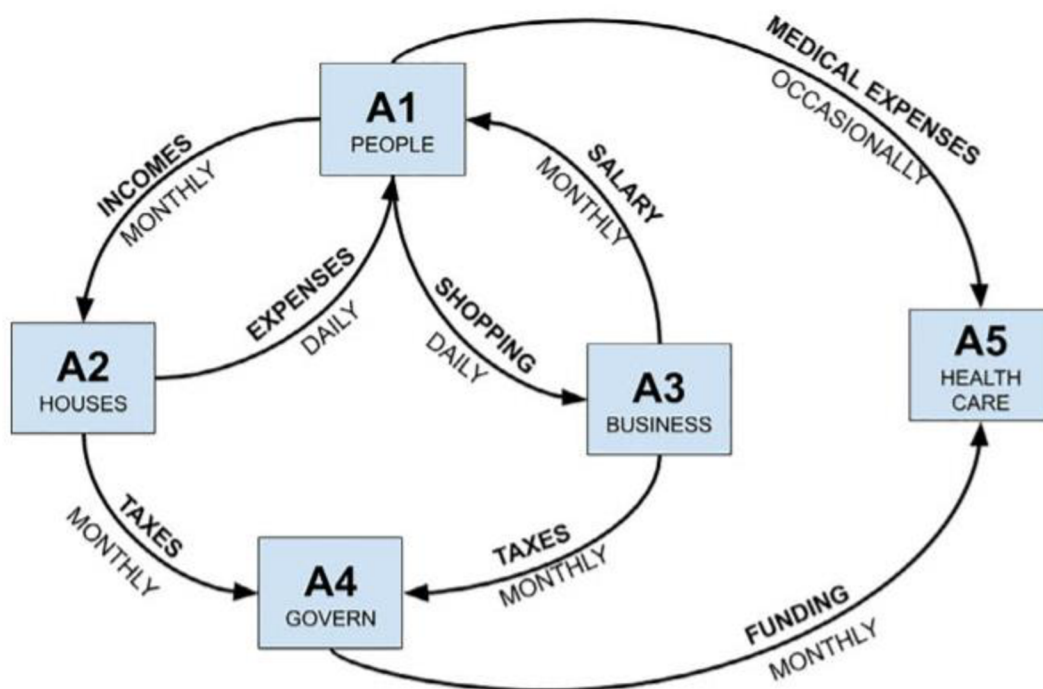 MEDICAL EXPENSES
OCCASIONALLY
A1
PEOPLE
INCOMES
MONTHLY
SALARY
MONTHLY
EXPENSES
DAILY
SHOPPING
DAILY
A2
HOUSES
A3
BUSINESS
A5
HEALTH
CARE
TAXES
MONTHLY
TAXES
MONTHLY
A4
GOVERN
FUNDING
MONTHLY